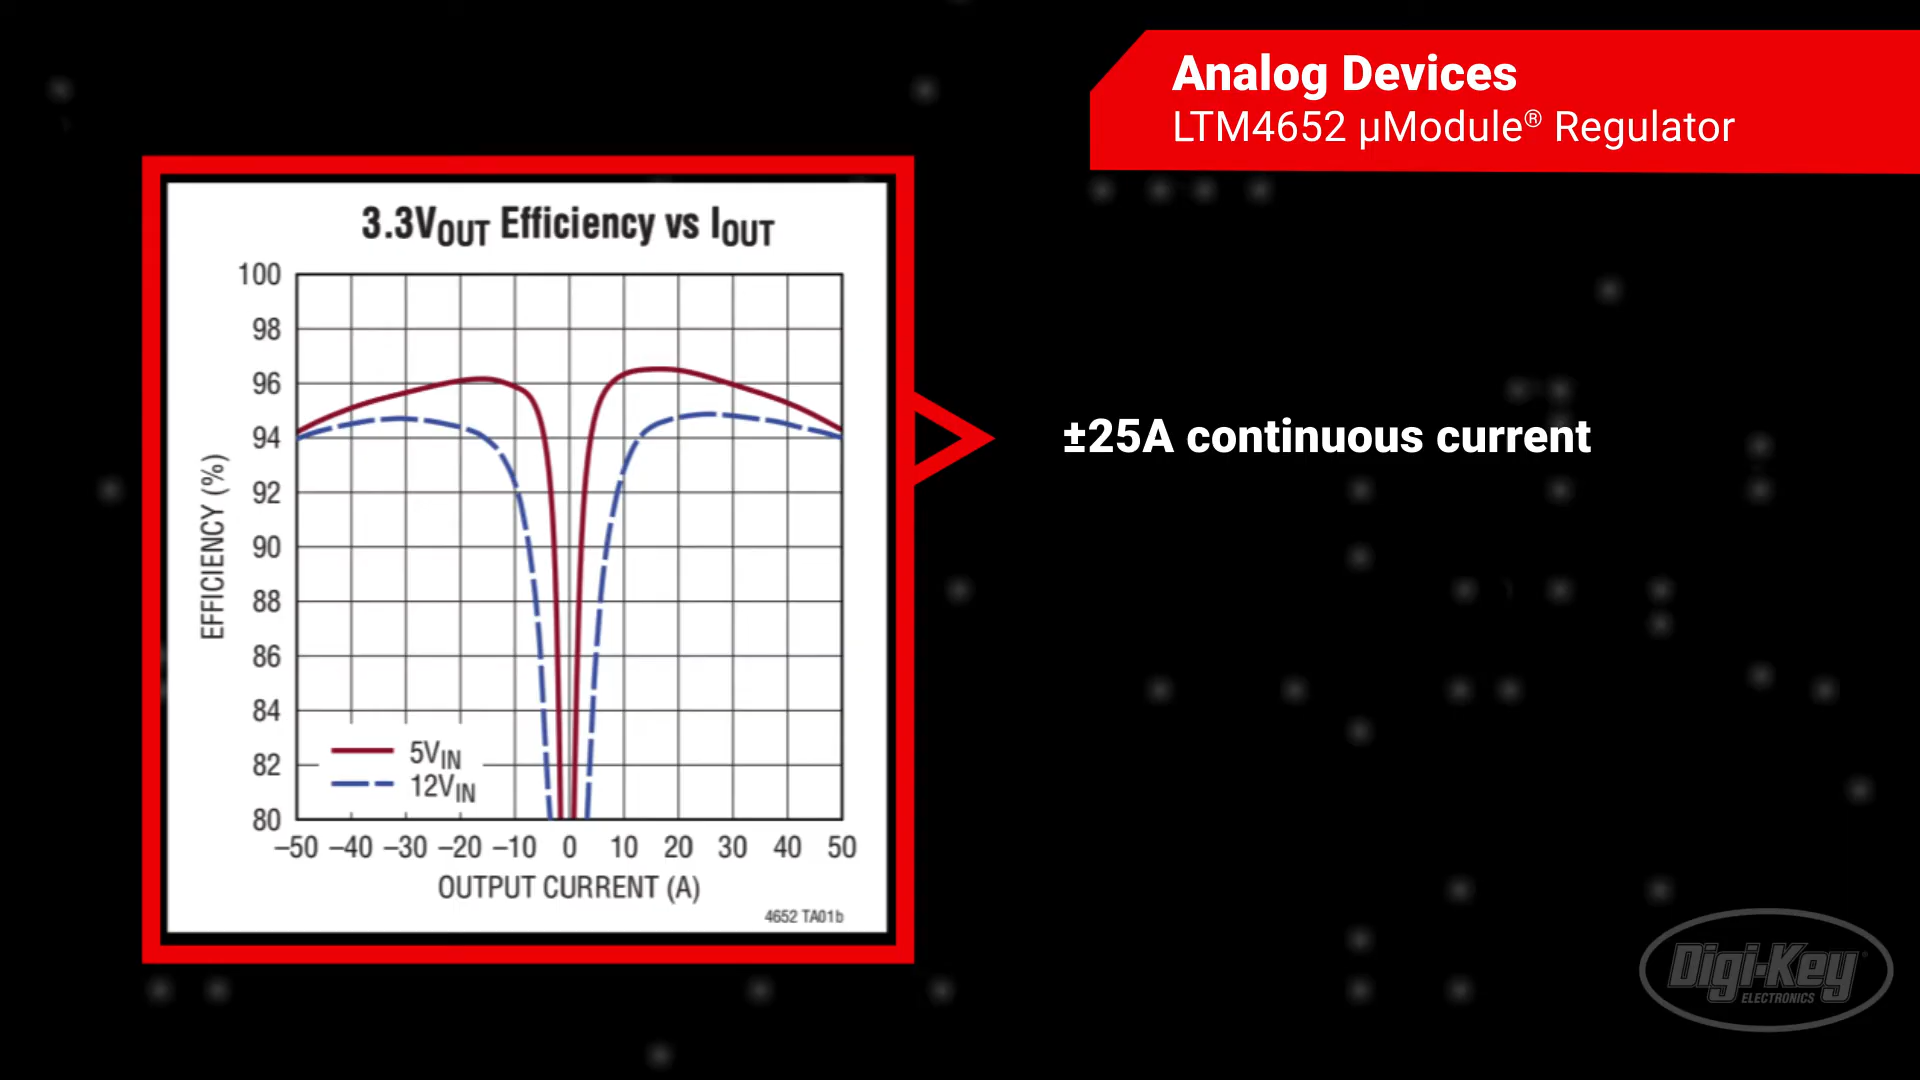 Analog Devices
LTM4652 µModule® Regulator
3.3VOUT Efficiency vs IOUT
100
98
96
94
92
90
88
86
84
82
80
EFFICIENCY (%)
5VIN
12VIN
–50 –40 –30 –20 –10 0 10 20 30 40 50
OUTPUT CURRENT (A)
4652 TA01b
±25A continuous current
Digi-Key
ELECTRONICS